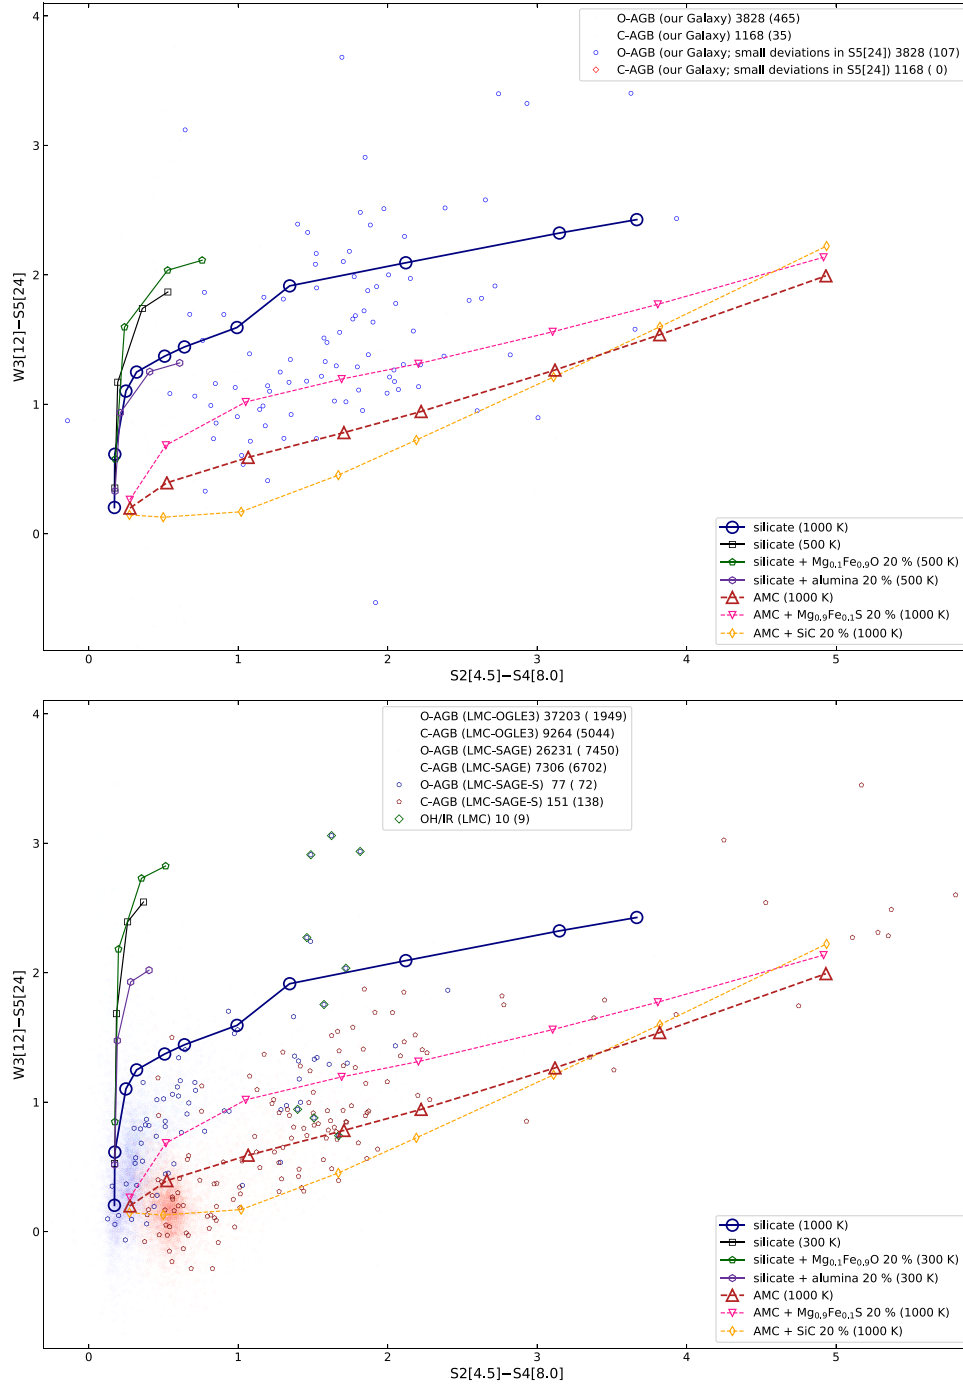 O-AGB (our Galaxy) 3828 (465)
C-AGB (our Galaxy) 1168 (35)
O-AGB (our Galaxy; small deviations in S5[24]) 3828 (107)
C-AGB (our Galaxy; small deviations in S5[24]) 1168 ( 0)
4
3
2
1
0
W3[12]−S5[24]
silicate (1000 K)
silicate (500 K)
silicate + Mg0.1Fe0.9O 20 % (500 K)
silicate + alumina 20 % (500 K)
AMC (1000 K)
AMC + Mg0.9Fe0.1S 20 % (1000 K)
AMC + SiC 20 % (1000 K)
0 1 2 3 4 5
S2[4.5]−S4[8.0]
O-AGB (LMC-OGLE3) 37203 ( 1949)
C-AGB (LMC-OGLE3) 9264 (5044)
O-AGB (LMC-SAGE) 26231 ( 7450)
C-AGB (LMC-SAGE) 7306 (6702)
O-AGB (LMC-SAGE-S) 77 ( 72)
C-AGB (LMC-SAGE-S) 151 (138)
OH/IR (LMC) 10 (9)
4
3
2
1
0
W3[12]−S5[24]
silicate (1000 K)
silicate (300 K)
silicate + Mg0.1Fe0.9O 20 % (300 K)
silicate + alumina 20 % (300 K)
AMC (1000 K)
AMC + Mg0.9Fe0.1S 20 % (1000 K)
AMC + SiC 20 % (1000 K)
0 1 2 3 4 5
S2[4.5]−S4[8.0]